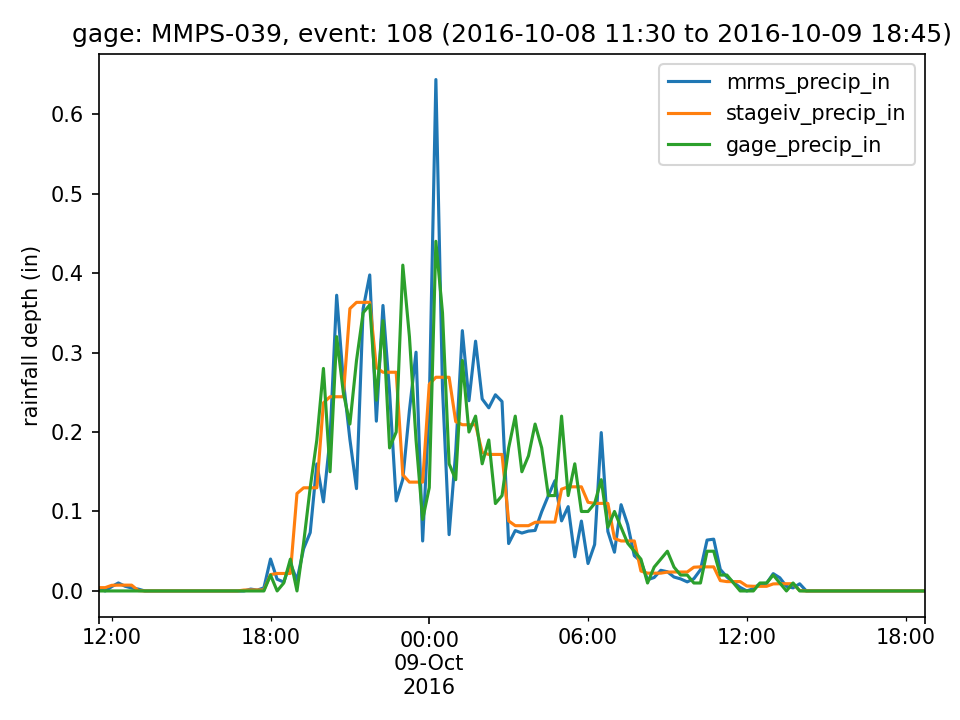 gage: MMPS-039, event: 108 (2016-10-08 11:30 to 2016-10-09 18:45)
mrms_precip_in
stageiv_precip_in
gage_precip_in
rainfall depth (in)
0.6
0.5
0.4
0.3
0.2
0.1
0.0
12:00 18:00 00:00 06:00 12:00 18:00
09-Oct
2016